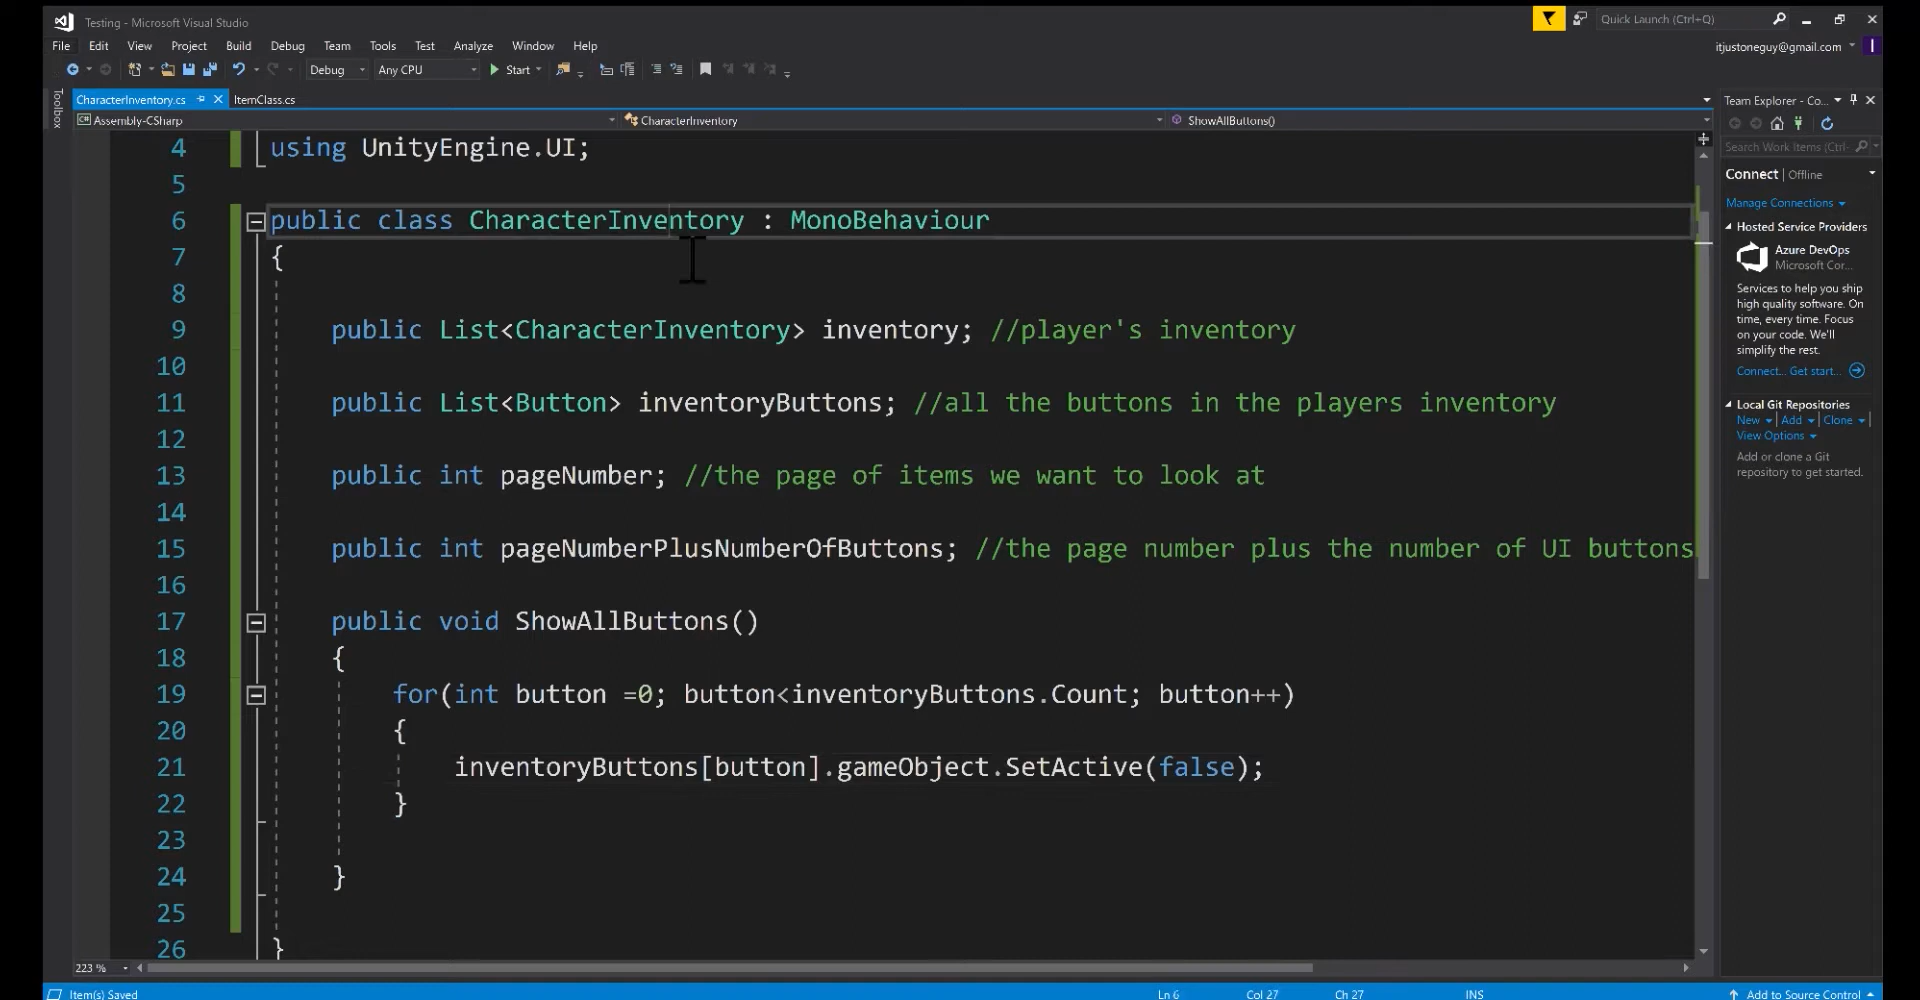 Testing - Microsoft Visual Studio
Quick Launch (Ctrl+Q)
File Edit View Project Build Debug Team Tools Test Analyze Window Help
itjustoneguy@gmail.com I
Debug Any CPU Start
Toolbox
CharacterInventory.cs ItemClass.cs
Assembly-CSharp CharacterInventory ShowAllButtons()
4 using UnityEngine.UI;
5
6 public class CharacterInventory : MonoBehaviour
7 {
8
9 public List<CharacterInventory> inventory; //player's inventory
10
11 public List<Button> inventoryButtons; //all the buttons in the players inventory
12
13 public int pageNumber; //the page of items we want to look at
14
15 public int pageNumberPlusNumberOfButtons; //the page number plus the number of UI buttons
16
17 public void ShowAllButtons()
18 {
19 for(int button =0; button<inventoryButtons.Count; button++)
20 {
21 inventoryButtons[button].gameObject.SetActive(false);
22 }
23
24 }
25
26 }
223 %
Team Explorer - Co...
Search Work Items (Ctrl+
Connect | Offline
Manage Connections
Hosted Service Providers
Azure DevOps
Microsoft Cor...
Services to help you ship
high quality software. On
time, every time. Focus
on your code. We'll
simplify the rest.
Connect... Get start...
Local Git Repositories
New | Add | Clone |
View Options
Add or clone a Git
repository to get started.
Item(s) Saved Ln 6 Col 27 Ch 27 INS Add to Source Control